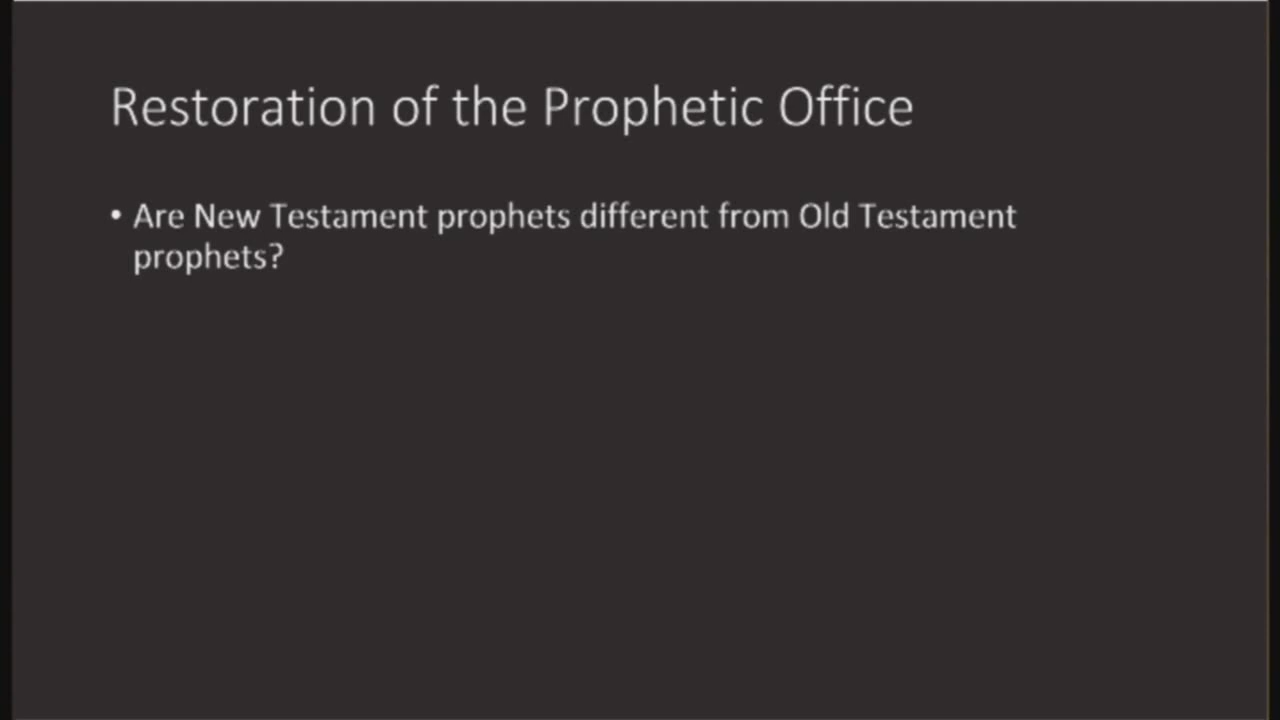 Restoration of the Prophetic Office
• Are New Testament prophets different from Old Testament
prophets?